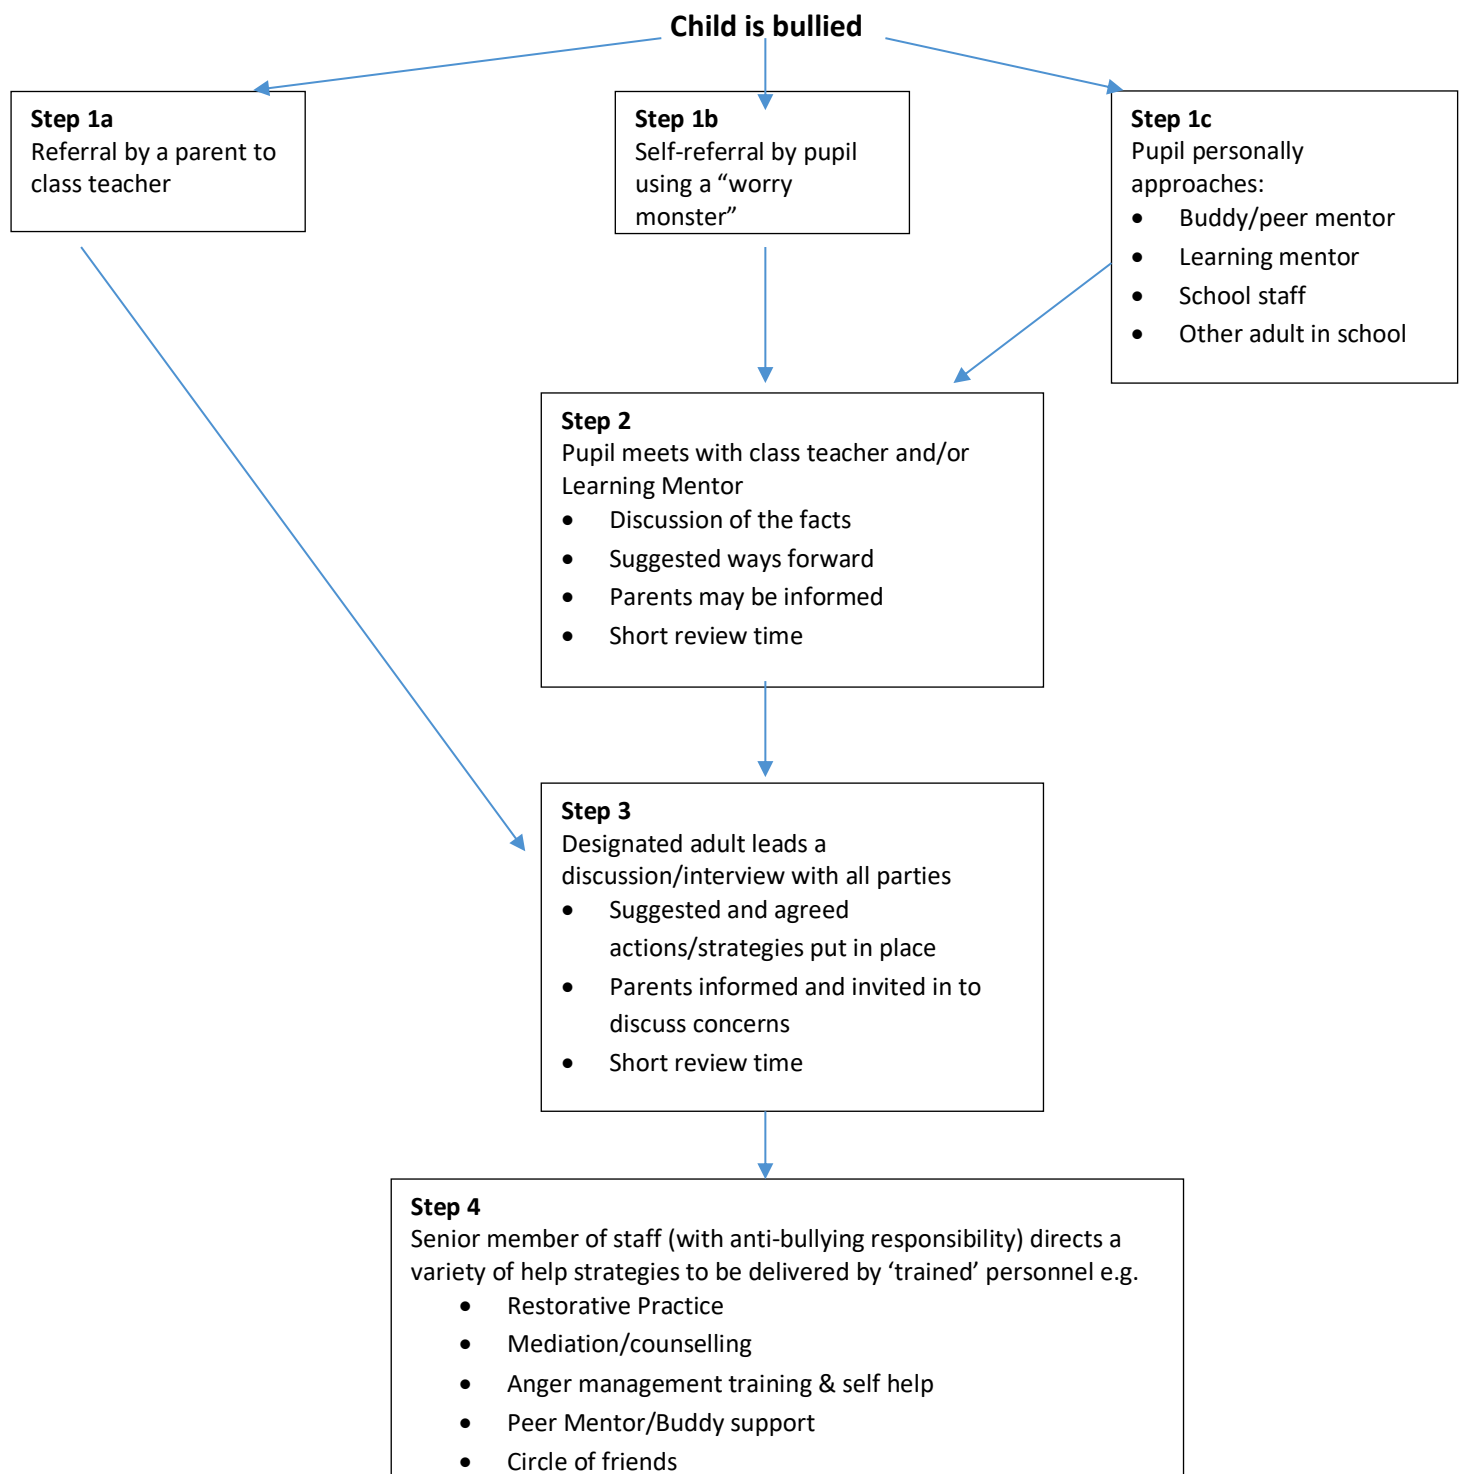 Child is bullied
Step 1a
Referral by a parent to
class teacher
Step 1b
Self-referral by pupil
using a “worry
monster”
Step 1c
Pupil personally
approaches:
• Buddy/peer mentor
• Learning mentor
• School staff
• Other adult in school
Step 2
Pupil meets with class teacher and/or
Learning Mentor
• Discussion of the facts
• Suggested ways forward
• Parents may be informed
• Short review time
Step 3
Designated adult leads a
discussion/interview with all parties
• Suggested and agreed
actions/strategies put in place
• Parents informed and invited in to
discuss concerns
• Short review time
Step 4
Senior member of staff (with anti-bullying responsibility) directs a
variety of help strategies to be delivered by ‘trained’ personnel e.g.
• Restorative Practice
• Mediation/counselling
• Anger management training & self help
• Peer Mentor/Buddy support
• Circle of friends